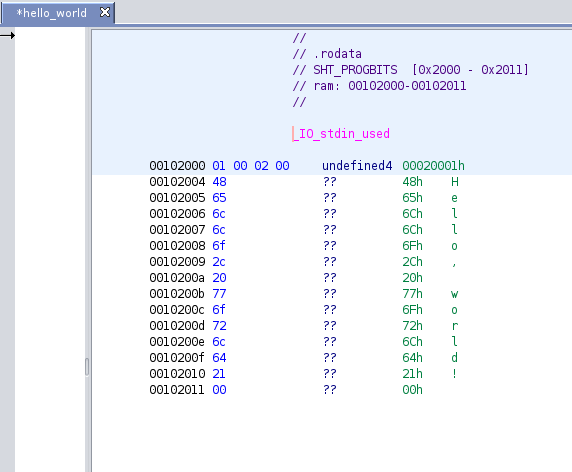 *hello_world
//
// .rodata
// SHT_PROGBITS  [0x2000 - 0x2011]
// ram: 00102000-00102011
//
_IO_stdin_used
00102000 01 00 02 00 undefined4 00020001h
00102004 48 ?? 48h H
00102005 65 ?? 65h e
00102006 6c ?? 6Ch l
00102007 6c ?? 6Ch l
00102008 6f ?? 6Fh o
00102009 2c ?? 2Ch ,
0010200a 20 ?? 20h
0010200b 77 ?? 77h w
0010200c 6f ?? 6Fh o
0010200d 72 ?? 72h r
0010200e 6c ?? 6Ch l
0010200f 64 ?? 64h d
00102010 21 ?? 21h !
00102011 00 ?? 00h